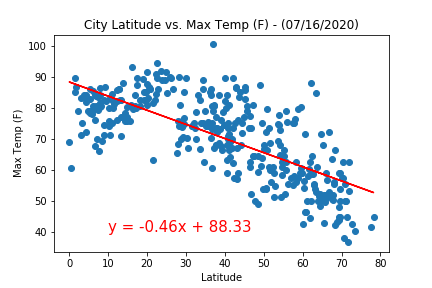 City Latitude vs. Max Temp (F) - (07/16/2020)
Max Temp (F)
100
90
80
70
60
50
40
y = -0.46x + 88.33
0 10 20 30 40 50 60 70 80
Latitude